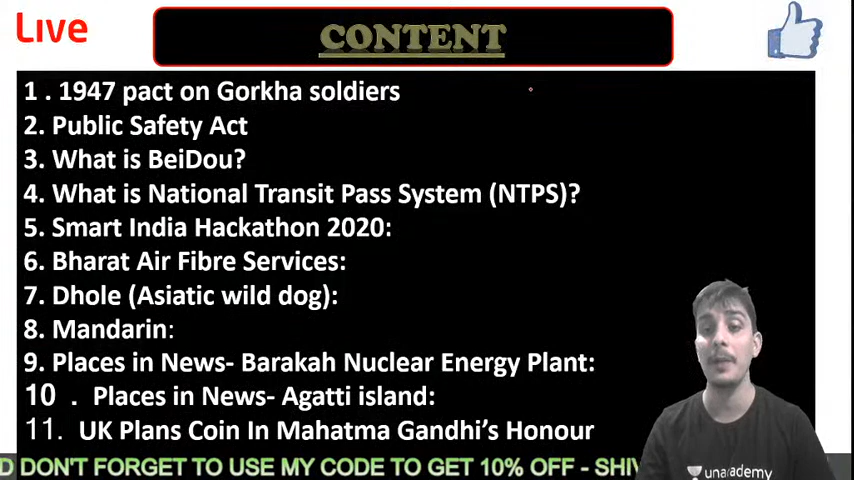 Live
CONTENT
1 . 1947 pact on Gorkha soldiers
2. Public Safety Act
3. What is BeiDou?
4. What is National Transit Pass System (NTPS)?
5. Smart India Hackathon 2020:
6. Bharat Air Fibre Services:
7. Dhole (Asiatic wild dog):
8. Mandarin:
9. Places in News- Barakah Nuclear Energy Plant:
10 . Places in News- Agatti island:
11. UK Plans Coin In Mahatma Gandhi’s Honour
D DON'T FORGET TO USE MY CODE TO GET 10% OFF - SHIV
unacademy